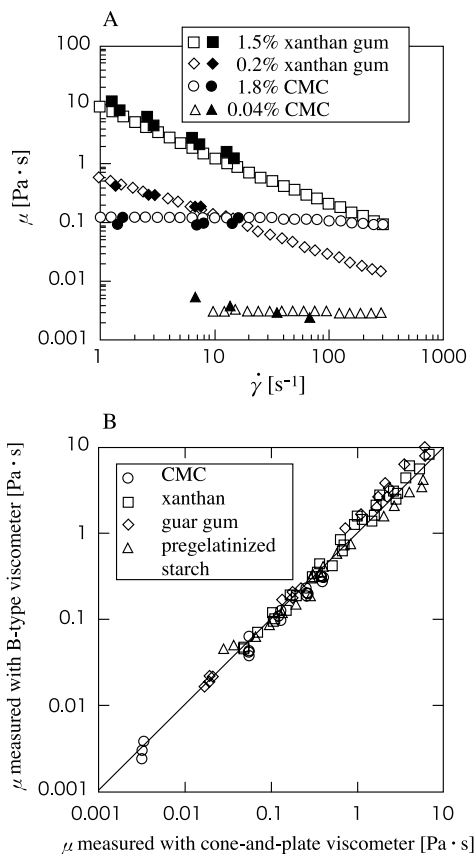 A
100
10
1
0.1
0.01
0.001
μ [Pa・s]
1.5% xanthan gum
0.2% xanthan gum
1.8% CMC
0.04% CMC
1 10 100 1000
γ̇ [s⁻¹]
B
10
1
0.1
0.01
0.001
μ measured with B-type viscometer [Pa・s]
CMC
xanthan
guar gum
pregelatinized
starch
0.001 0.01 0.1 1 10
μ measured with cone-and-plate viscometer [Pa・s]